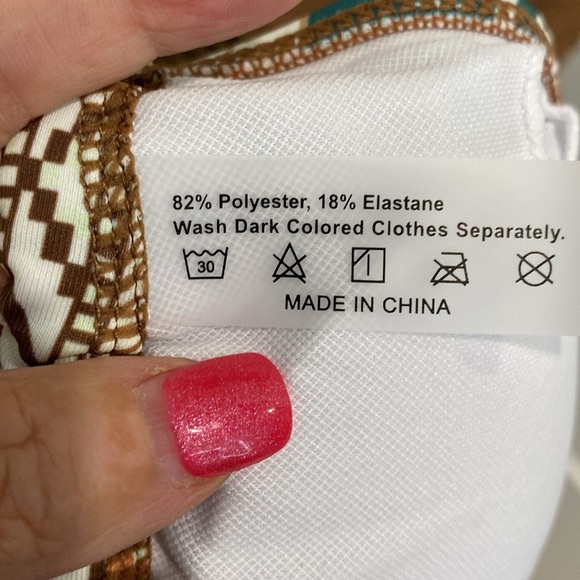 82% Polyester, 18% Elastane
Wash Dark Colored Clothes Separately.
30
MADE IN CHINA